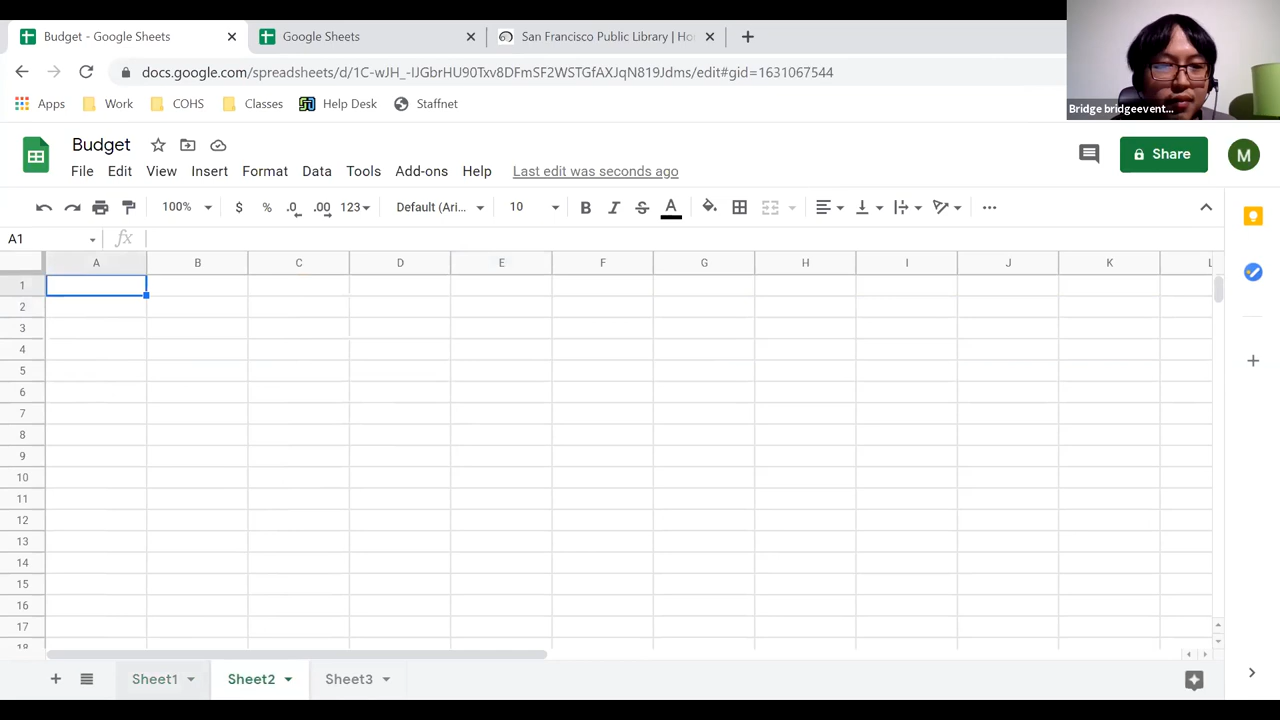 Budget - Google Sheets
Google Sheets
San Francisco Public Library | Ho
docs.google.com/spreadsheets/d/1C-wJH_-IJGbrHU30JRAv8DFmSF2WSTGfAXJqN819Jdms/edit#gid=1631067544
Apps Work COHS Classes Help Desk Staffnet
Bridge bridgeevent...
Budget
Share
M
File Edit View Insert Format Data Tools Add-ons Help Last edit was seconds ago
100% $ % .0 .00 123 Default (Ari... 10 B I S A
A1 fx
A B C D E F G H I J K L
1
2
3
4
5
6
7
8
9
10
11
12
13
14
15
16
17
18
Sheet1 Sheet2 Sheet3